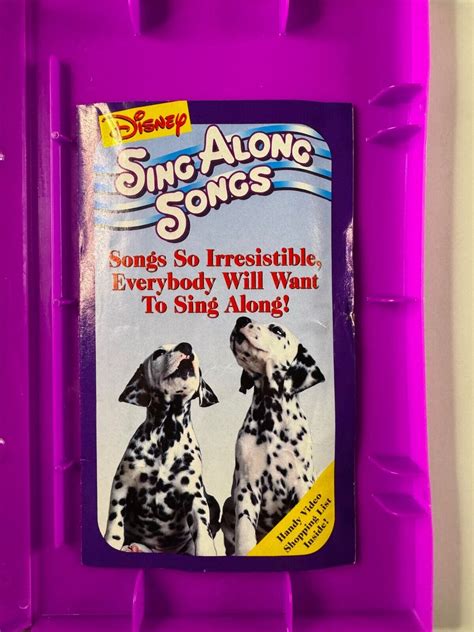 Disney
Sing Along
Songs
Songs So Irresistible,
Everybody Will Want
To Sing Along!
Handy Video
Shopping List
Inside!